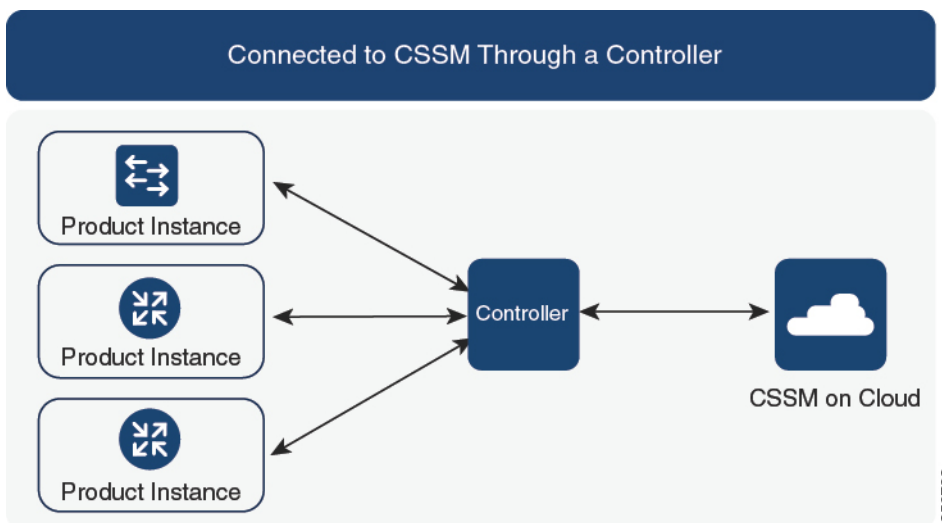 Connected to CSSM Through a Controller
Product Instance
Product Instance
Product Instance
Controller
CSSM on Cloud